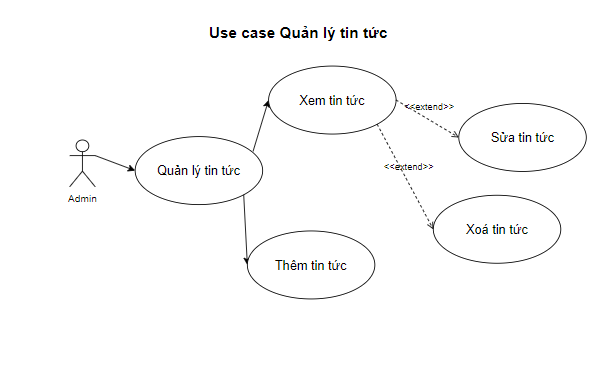 Use case Quản lý tin tức
Xem tin tức
<<extend>>
Sửa tin tức
Quản lý tin tức
<<extend>>
Admin
Xoá tin tức
Thêm tin tức